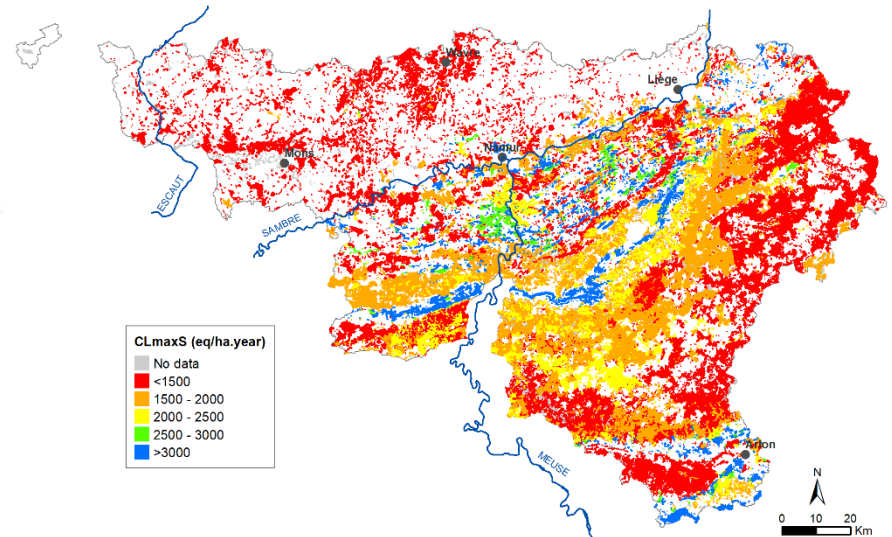 Wavre
Liège
Namur
Mons
ESCAUT
SAMBRE
CLmaxS (eq/ha.year)
No data
<1500
1500 - 2000
2000 - 2500
2500 - 3000
>3000
Arlon
MEUSE
N
0 10 20
Km